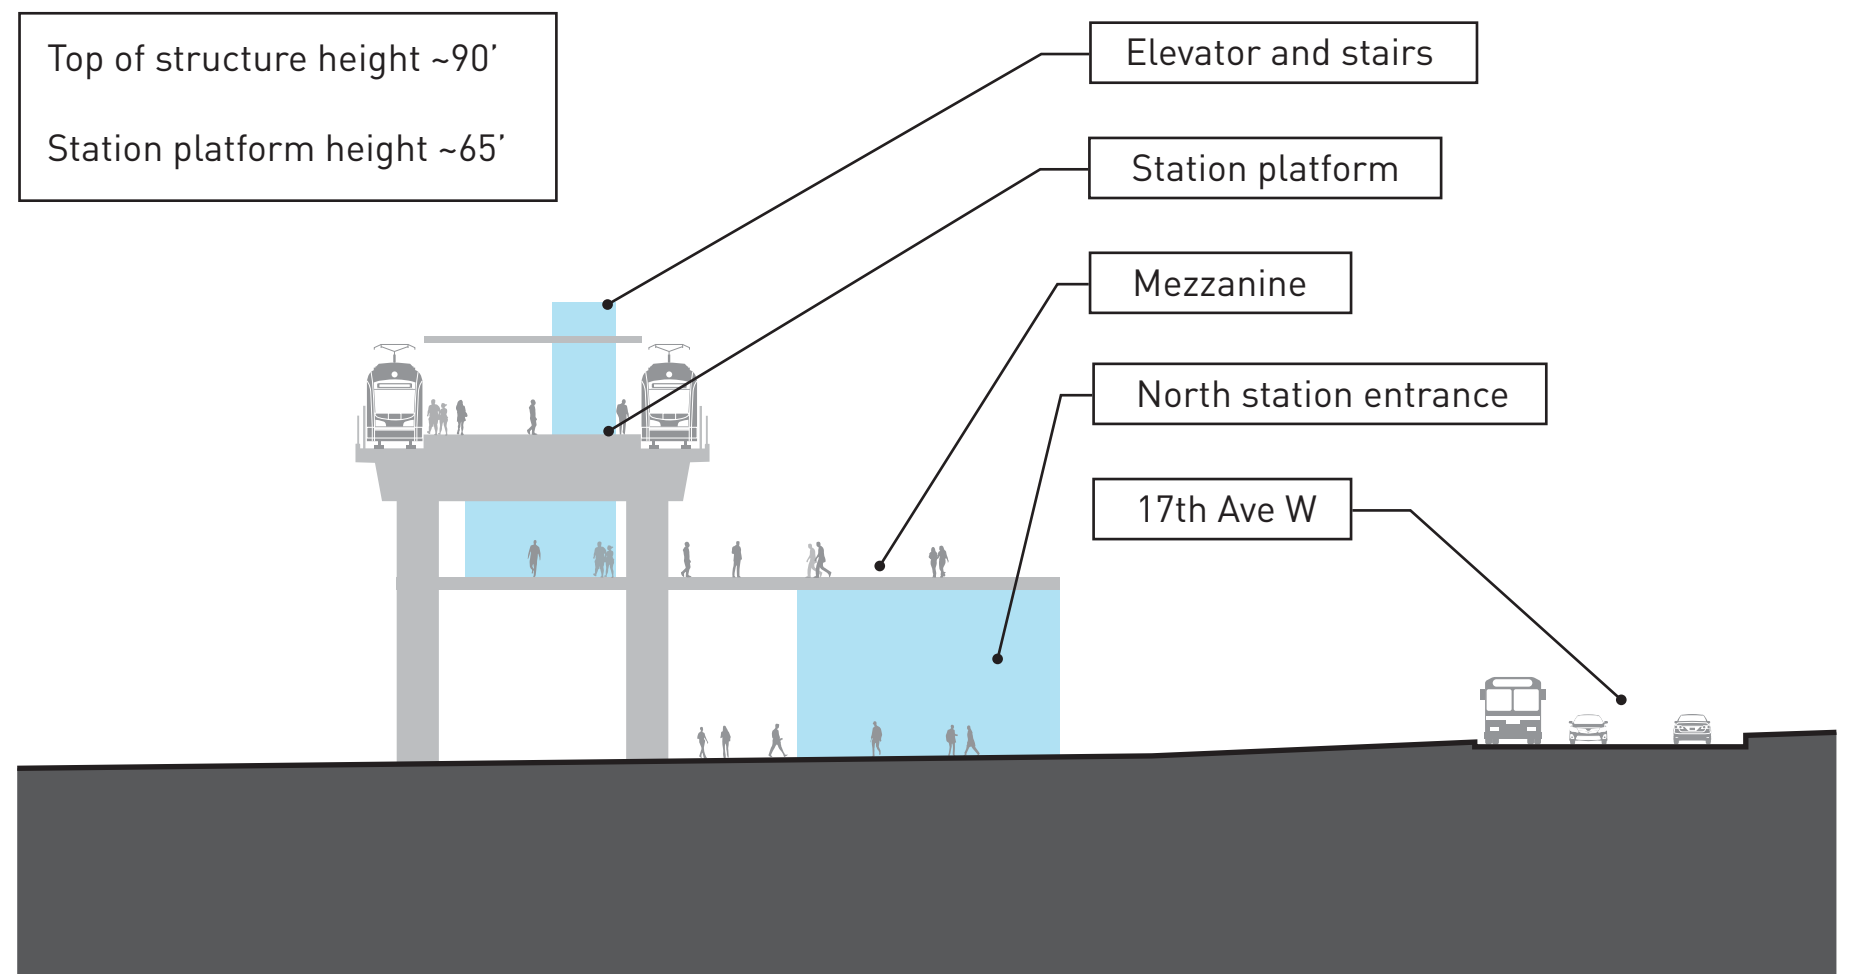 Top of structure height ~90’
Station platform height ~65’
Elevator and stairs
Station platform
Mezzanine
North station entrance
17th Ave W